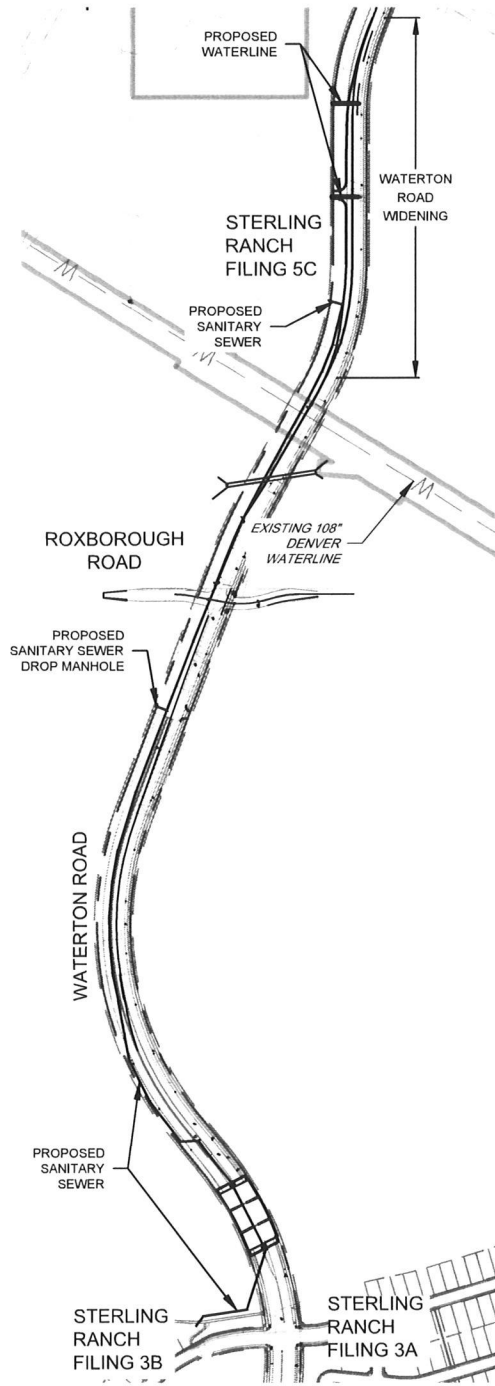 PROPOSED
WATERLINE
WATERTON
ROAD
WIDENING
STERLING
RANCH
FILING 5C
PROPOSED
SANITARY
SEWER
EXISTING 108"
DENVER
WATERLINE
ROXBOROUGH
ROAD
PROPOSED
SANITARY SEWER
DROP MANHOLE
WATERTON ROAD
PROPOSED
SANITARY
SEWER
STERLING
RANCH
FILING 3B
STERLING
RANCH
FILING 3A